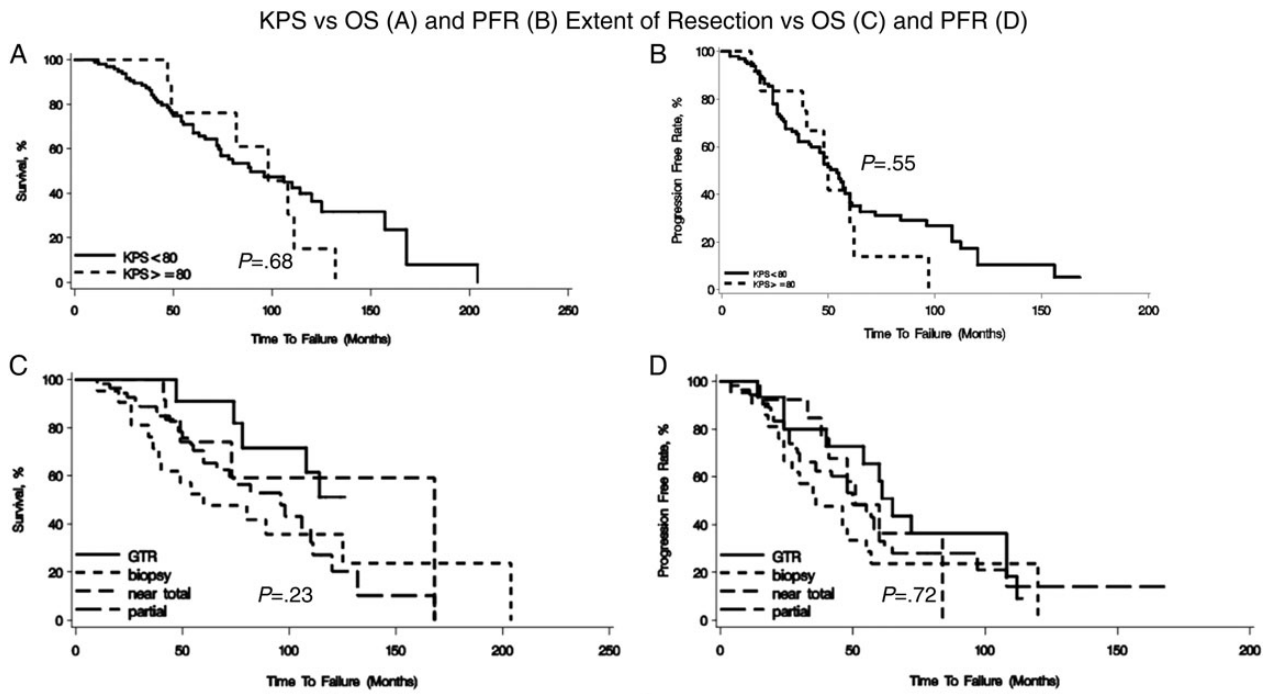 KPS vs OS (A) and PFR (B) Extent of Resection vs OS (C) and PFR (D)
A
Survival, %
100
80
60
40
20
0
KPS<80
KPS>=80
P=.68
0 50 100 150 200 250
Time To Failure (Months)
B
Progression Free Rate, %
100
80
60
40
20
0
P=.55
KPS<80
KPS>=80
0 50 100 150 200
Time To Failure (Months)
C
Survival, %
100
80
60
40
20
0
GTR
biopsy
near total
partial
P=.23
0 50 100 150 200 250
Time To Failure (Months)
D
Progression Free Rate, %
100
80
60
40
20
0
GTR
biopsy
near total
partial
P=.72
0 50 100 150 200
Time To Failure (Months)